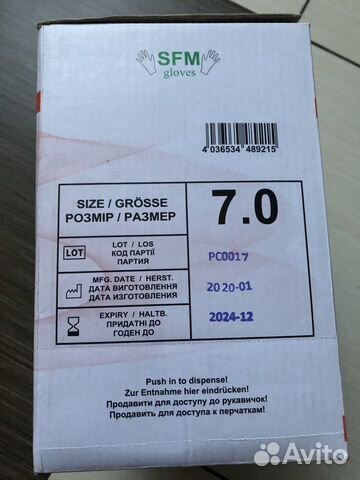 SFM
gloves
4 036534 489215
SIZE / GRÖSSE
РОЗМІР / РАЗМЕР
7.0
LOT
LOT / LOS
КОД ПАРТІЇ
ПАРТИЯ
PC0017
MFG. DATE / HERST.
ДАТА ВИГОТОВЛЕННЯ
ДАТА ИЗГОТОВЛЕНИЯ
2020-01
EXPIRY / HALTB.
ПРИДАТНІ ДО
ГОДЕН ДО
2024-12
Push in to dispense!
Zur Entnahme hier eindrücken!
Продавити для доступу до рукавичок!
Продавить для доступа к перчаткам!
Avito